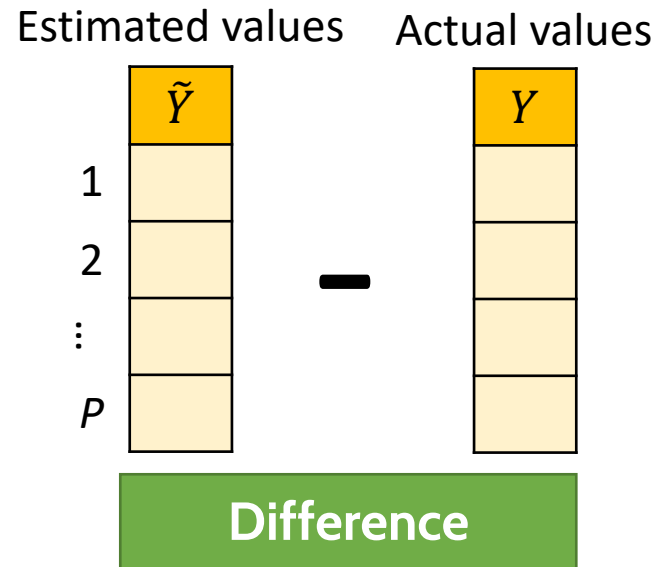 Estimated values Actual values
Ỹ Y
1
2
⋮
P
-
Difference